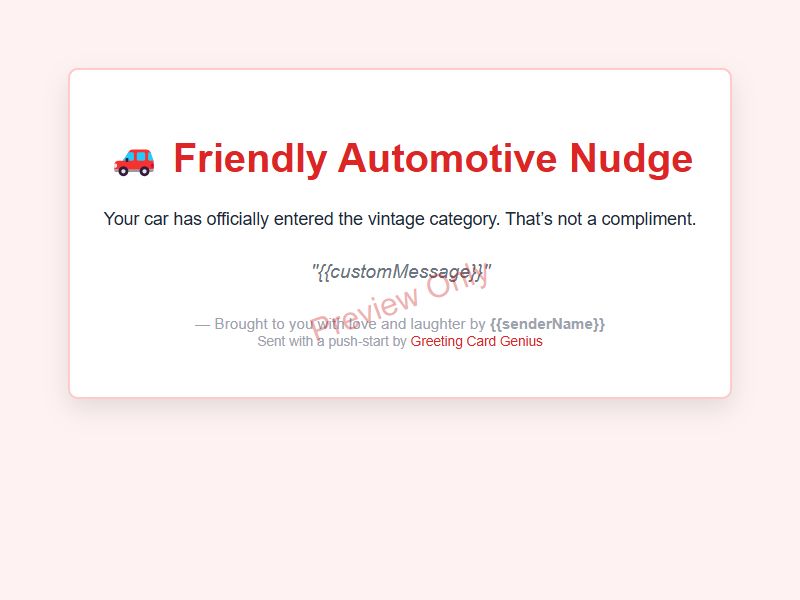 Friendly Automotive Nudge
Your car has officially entered the vintage category. That’s not a compliment.
"{{customMessage}}"
Preview Only
— Brought to you with love and laughter by {{senderName}}
Sent with a push-start by Greeting Card Genius